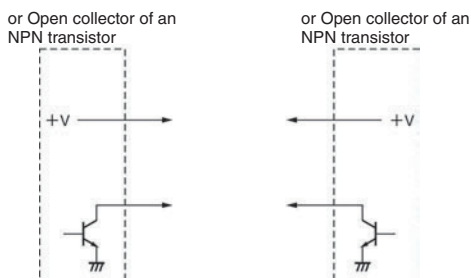 or Open collector of an
NPN transistor
or Open collector of an
NPN transistor
+V
+V